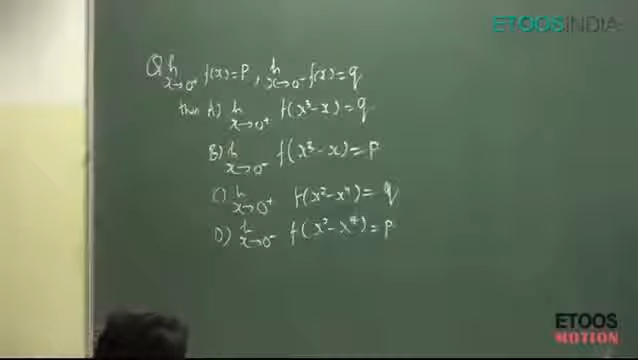 ETOOSINDIA
Q lim x→0⁺ f(x)=P, lim x→0⁻ f(x)=q
then A) lim x→0⁺ f(x³-x)=q
B) lim x→0⁻ f(x³-x)=P
C) lim x→0⁺ f(x²-x⁴)=q
D) lim x→0⁻ f(x²-x⁴)=P
ETOOS
MOTION